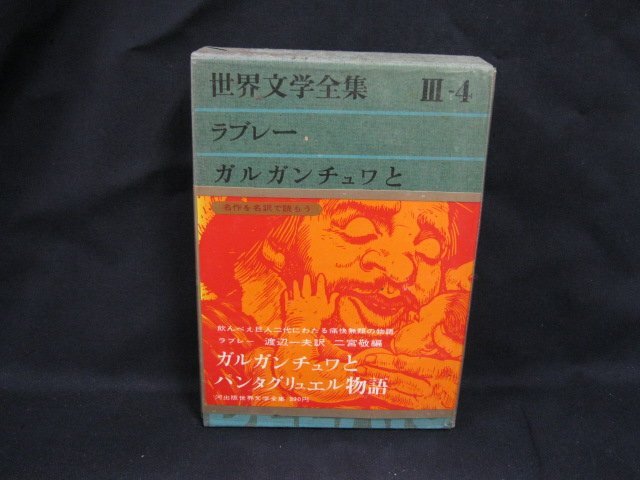 世界文学全集 III-4
ラブレー
ガルガンチュワと
名作を名訳で読もう
飲んべえ巨人二代にわたる痛快無類の物語
ラブレー 渡辺一夫訳 二宮敬編
ガルガンチュワと
パンタグリュエル物語
河出版世界文学全集 390円